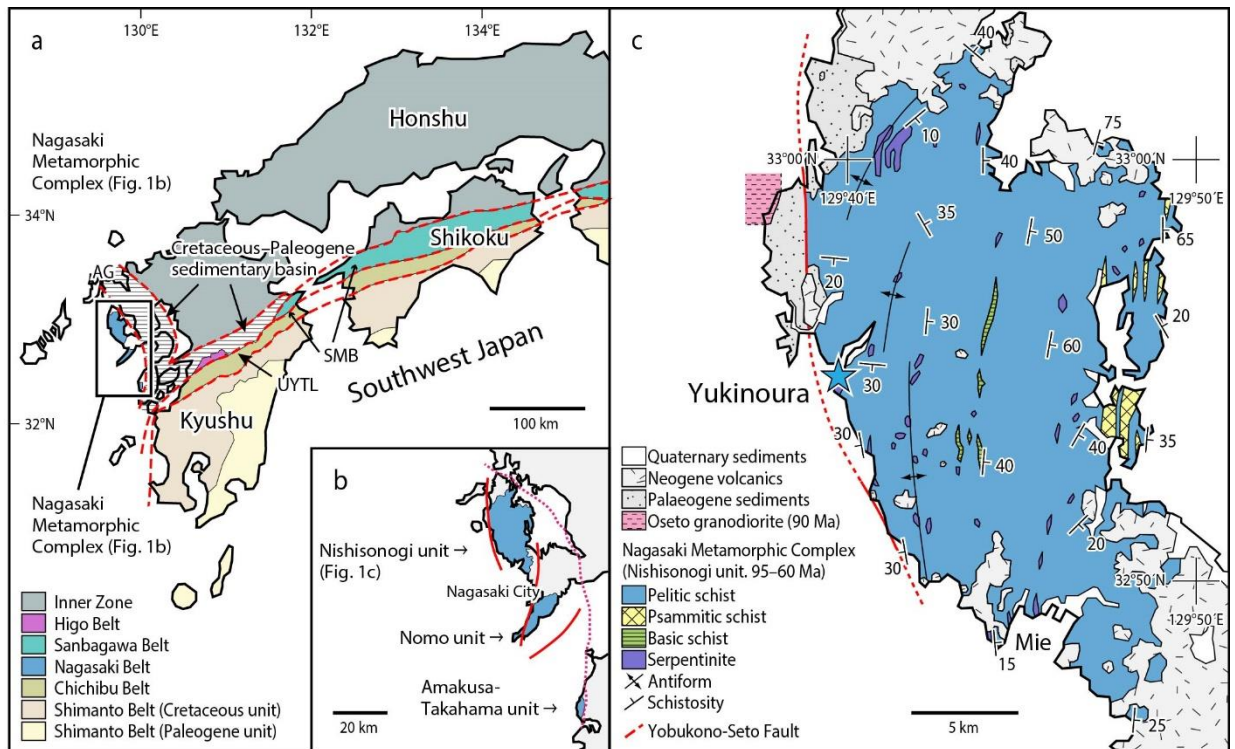 a
130°E
132°E
134°E
Nagasaki
Metamorphic
Complex (Fig. 1b)
Honshu
34°N
Cretaceous–Paleogene
sedimentary basin
Shikoku
AG
SMB
UYTL
Southwest Japan
32°N
Kyushu
100 km
Nagasaki
Metamorphic
Complex (Fig. 1b)
Inner Zone
Higo Belt
Sanbagawa Belt
Nagasaki Belt
Chichibu Belt
Shimanto Belt (Cretaceous unit)
Shimanto Belt (Paleogene unit)
b
Nishisonogi unit →
(Fig. 1c)
Nagasaki City
Nomo unit →
Amakusa-
Takahama unit →
20 km
c
40
75
10
33°00´N
129°40´E
40
33°00´N
129°50´E
35
50
65
20
30
20
60
30
Yukinoura
30
40
35
40
20
30
32°50´N
129°50´E
Mie
15
25
Quaternary sediments
Neogene volcanics
Palaeogene sediments
Oseto granodiorite (90 Ma)
Nagasaki Metamorphic Complex
(Nishisonogi unit. 95–60 Ma)
Pelitic schist
Psammitic schist
Basic schist
Serpentinite
Antiform
Schistosity
Yobukono-Seto Fault
5 km